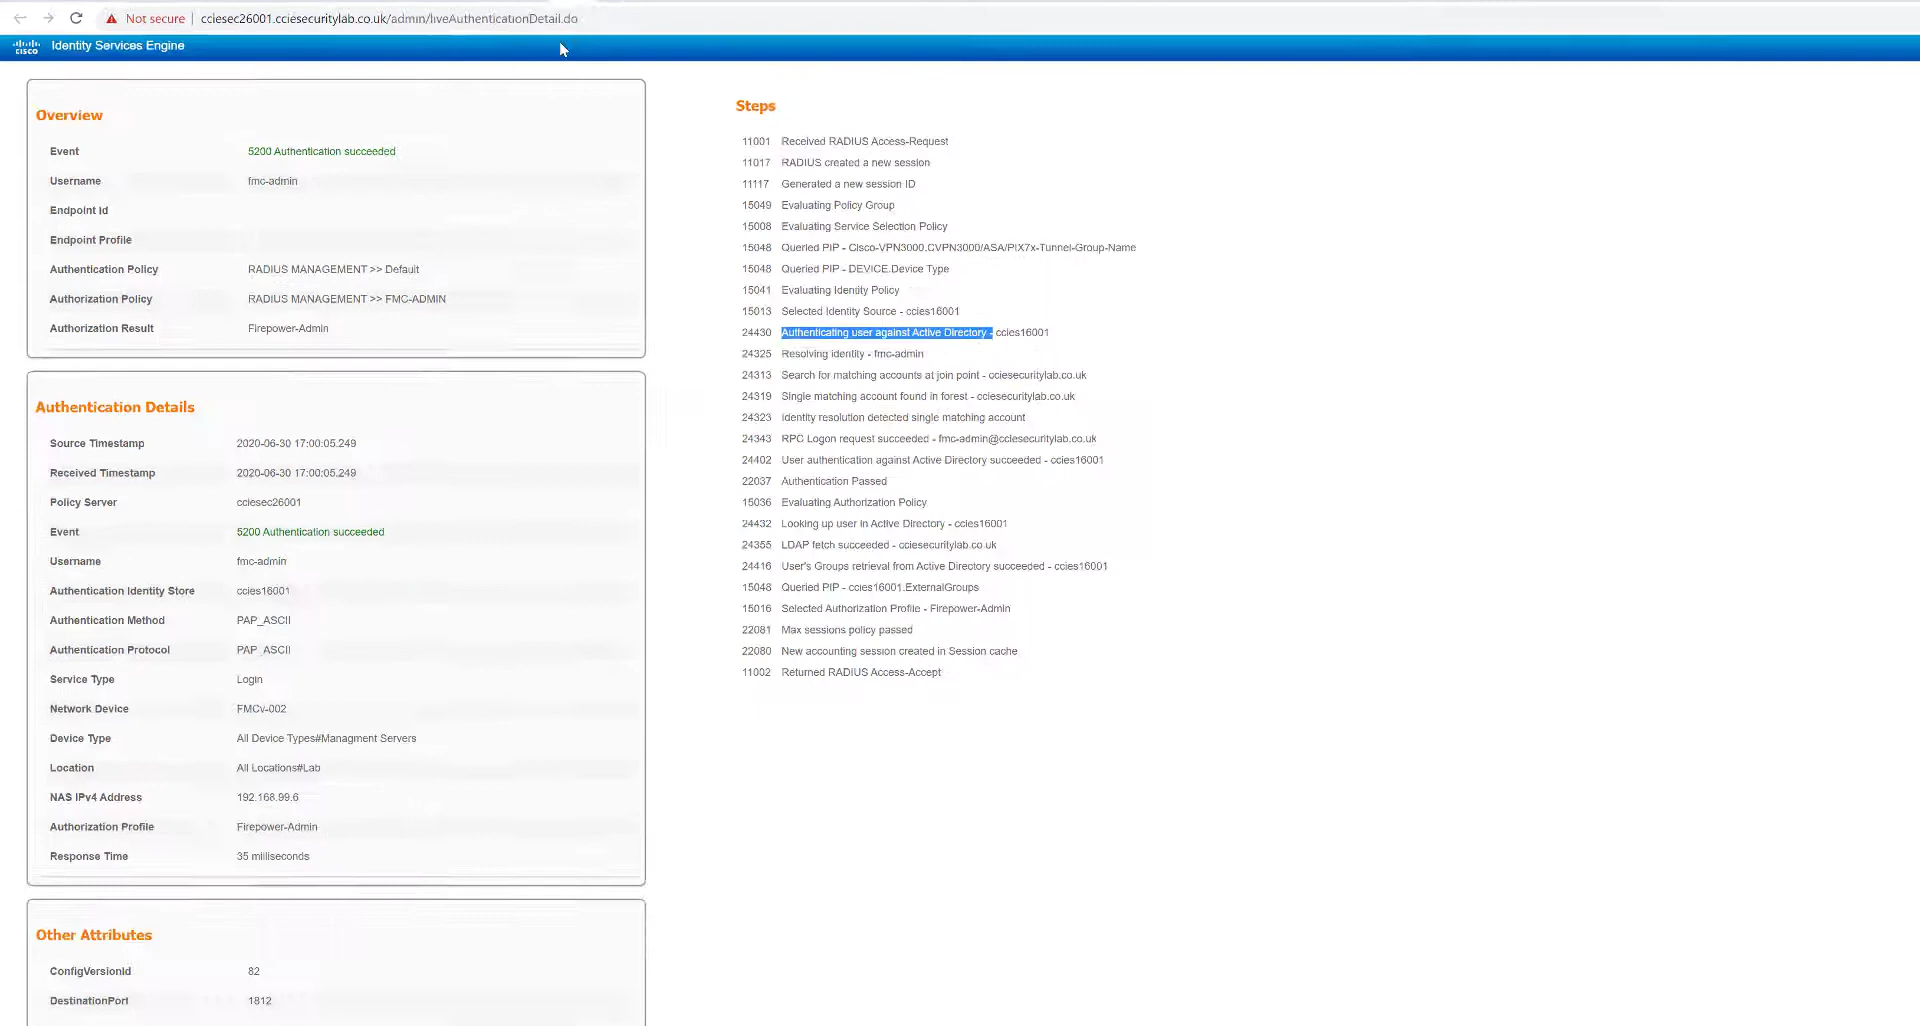 Not secure | cciesec26001.cciesecuritylab.co.uk/admin/liveAuthenticationDetail.do
cisco Identity Services Engine
Overview
Event 5200 Authentication succeeded
Username fmc-admin
Endpoint Id
Endpoint Profile
Authentication Policy RADIUS MANAGEMENT >> Default
Authorization Policy RADIUS MANAGEMENT >> FMC-ADMIN
Authorization Result Firepower-Admin
Authentication Details
Source Timestamp 2020-06-30 17:00:05.249
Received Timestamp 2020-06-30 17:00:05.249
Policy Server cciesec26001
Event 5200 Authentication succeeded
Username fmc-admin
Authentication Identity Store ccies16001
Authentication Method PAP_ASCII
Authentication Protocol PAP_ASCII
Service Type Login
Network Device FMCv-002
Device Type All Device Types#Managment Servers
Location All Locations#Lab
NAS IPv4 Address 192.168.99.6
Authorization Profile Firepower-Admin
Response Time 35 milliseconds
Other Attributes
ConfigVersionId 82
DestinationPort 1812
Steps
11001 Received RADIUS Access-Request
11017 RADIUS created a new session
11117 Generated a new session ID
15049 Evaluating Policy Group
15008 Evaluating Service Selection Policy
15048 Queried PIP - Cisco-VPN3000.CVPN3000/ASA/PIX7x-Tunnel-Group-Name
15048 Queried PIP - DEVICE.Device Type
15041 Evaluating Identity Policy
15013 Selected Identity Source - ccies16001
24430 Authenticating user against Active Directory - ccies16001
24325 Resolving identity - fmc-admin
24313 Search for matching accounts at join point - cciesecuritylab.co.uk
24319 Single matching account found in forest - cciesecuritylab.co.uk
24323 Identity resolution detected single matching account
24343 RPC Logon request succeeded - fmc-admin@cciesecuritylab.co.uk
24402 User authentication against Active Directory succeeded - ccies16001
22037 Authentication Passed
15036 Evaluating Authorization Policy
24432 Looking up user in Active Directory - ccies16001
24355 LDAP fetch succeeded - cciesecuritylab.co.uk
24416 User's Groups retrieval from Active Directory succeeded - ccies16001
15048 Queried PIP - ccies16001.ExternalGroups
15016 Selected Authorization Profile - Firepower-Admin
22081 Max sessions policy passed
22080 New accounting session created in Session cache
11002 Returned RADIUS Access-Accept